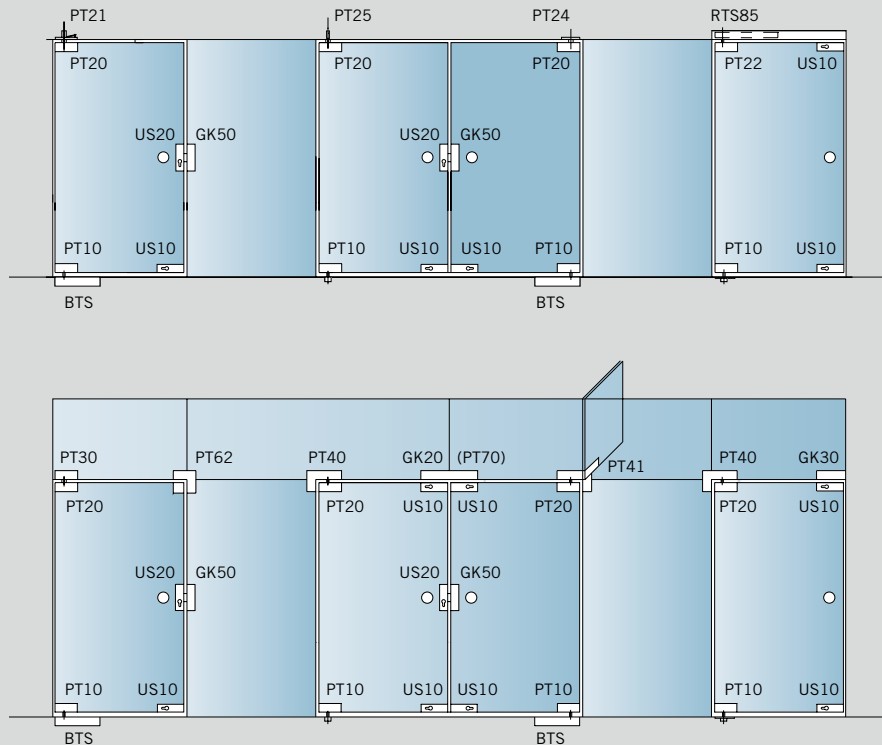 PT21 PT25 PT24 RTS85
PT20 PT20 PT20 PT22 US10
US20 GK50 US20 GK50
PT10 US10 PT10 US10 US10 PT10 PT10 US10
BTS BTS
PT30 PT62 PT40 GK20 (PT70) PT41 PT40 GK30
PT20 PT20 US10 US10 PT20 PT20 US10
US20 GK50 US20 GK50
PT10 US10 PT10 US10 US10 PT10 PT10 US10
BTS BTS